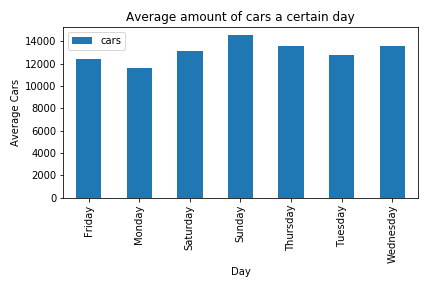 Average amount of cars a certain day
cars
Average Cars
14000
12000
10000
8000
6000
4000
2000
0
Friday
Monday
Saturday
Sunday
Thursday
Tuesday
Wednesday
Day